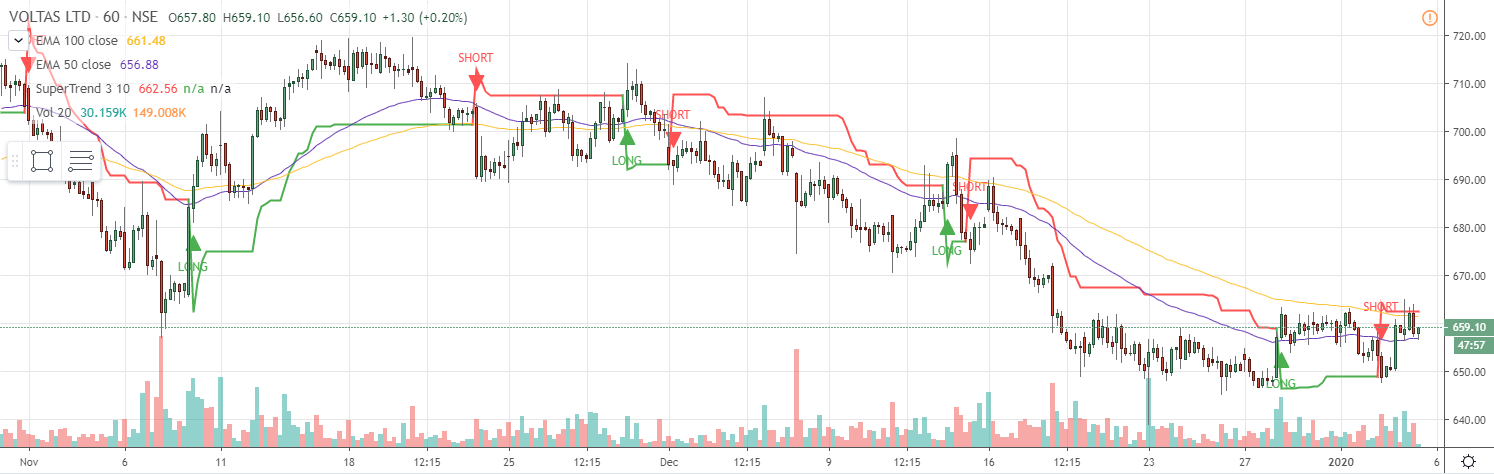 VOLTAS LTD · 60 · NSE O657.80 H659.10 L656.60 C659.10 +1.30 (+0.20%)
EMA 100 close 661.48
EMA 50 close 656.88
SuperTrend 3 10 662.56 n/a n/a
Vol 20 30.159K 149.008K
SHORT
SHORT
LONG
SHORT
LONG
LONG
SHORT
LONG
720.00
710.00
700.00
690.00
680.00
670.00
659.10
47:57
650.00
640.00
Nov 6 11 18 12:15 25 12:15 Dec 12:15 9 12:15 16 12:15 23 27 2020 6